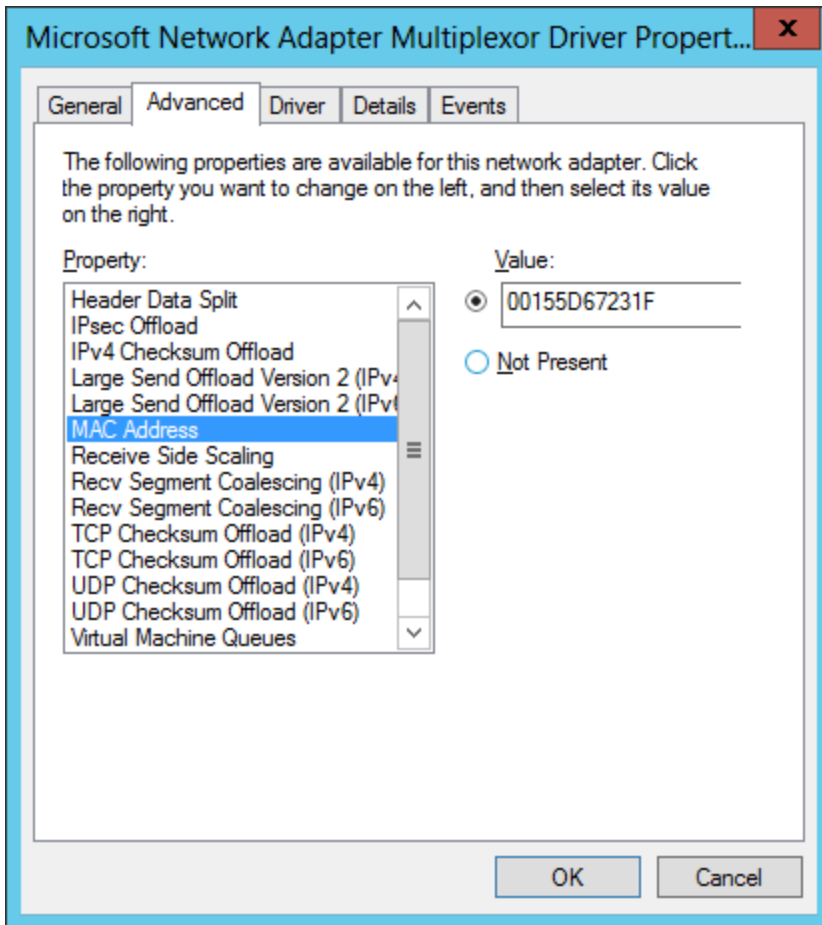 Microsoft Network Adapter Multiplexor Driver Propert...
x
General
Advanced
Driver
Details
Events
The following properties are available for this network adapter. Click
the property you want to change on the left, and then select its value
on the right.
Property:
Value:
Header Data Split
IPsec Offload
IPv4 Checksum Offload
Large Send Offload Version 2 (IPv4
Large Send Offload Version 2 (IPv6
MAC Address
Receive Side Scaling
Recv Segment Coalescing (IPv4)
Recv Segment Coalescing (IPv6)
TCP Checksum Offload (IPv4)
TCP Checksum Offload (IPv6)
UDP Checksum Offload (IPv4)
UDP Checksum Offload (IPv6)
Virtual Machine Queues
00155D67231F
Not Present
OK
Cancel